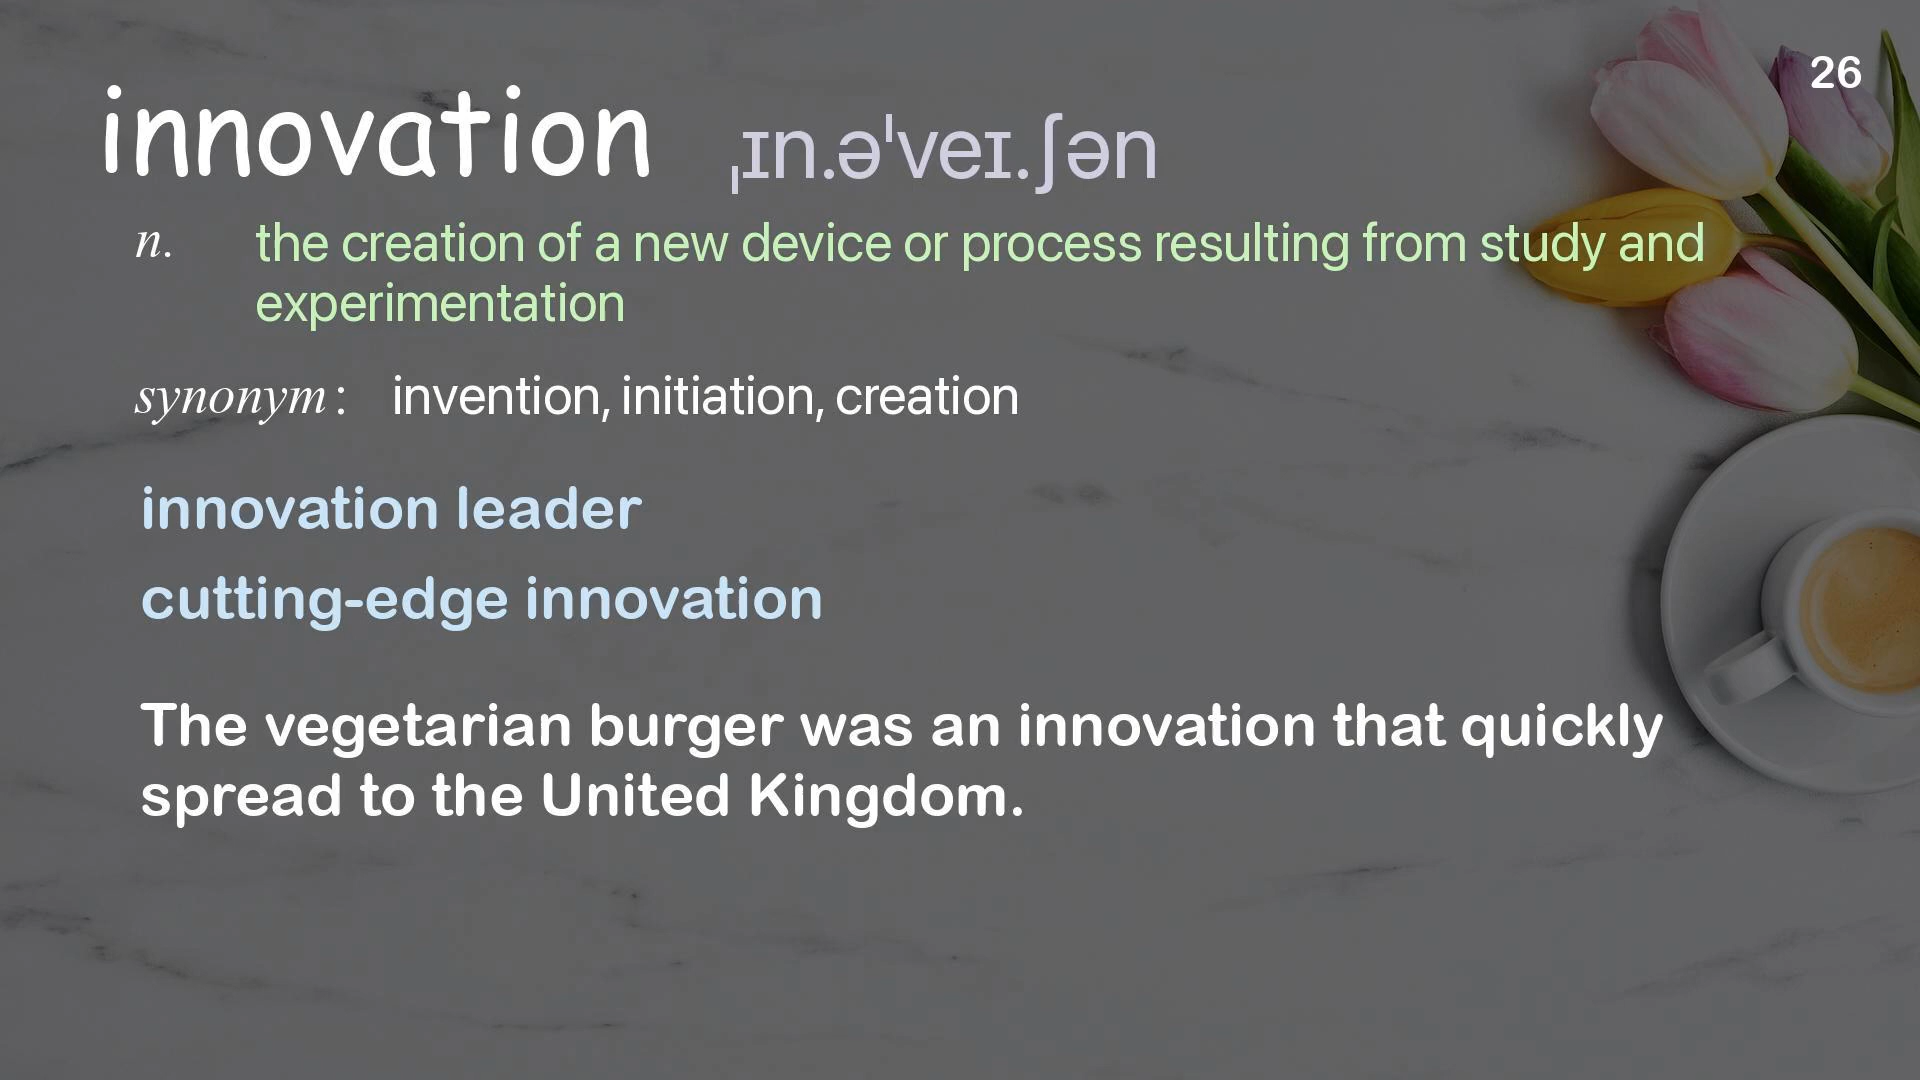 26
innovation ˌɪn.əˈveɪ.ʃən
n. the creation of a new device or process resulting from study and
experimentation
synonym: invention, initiation, creation
innovation leader
cutting-edge innovation
The vegetarian burger was an innovation that quickly
spread to the United Kingdom.